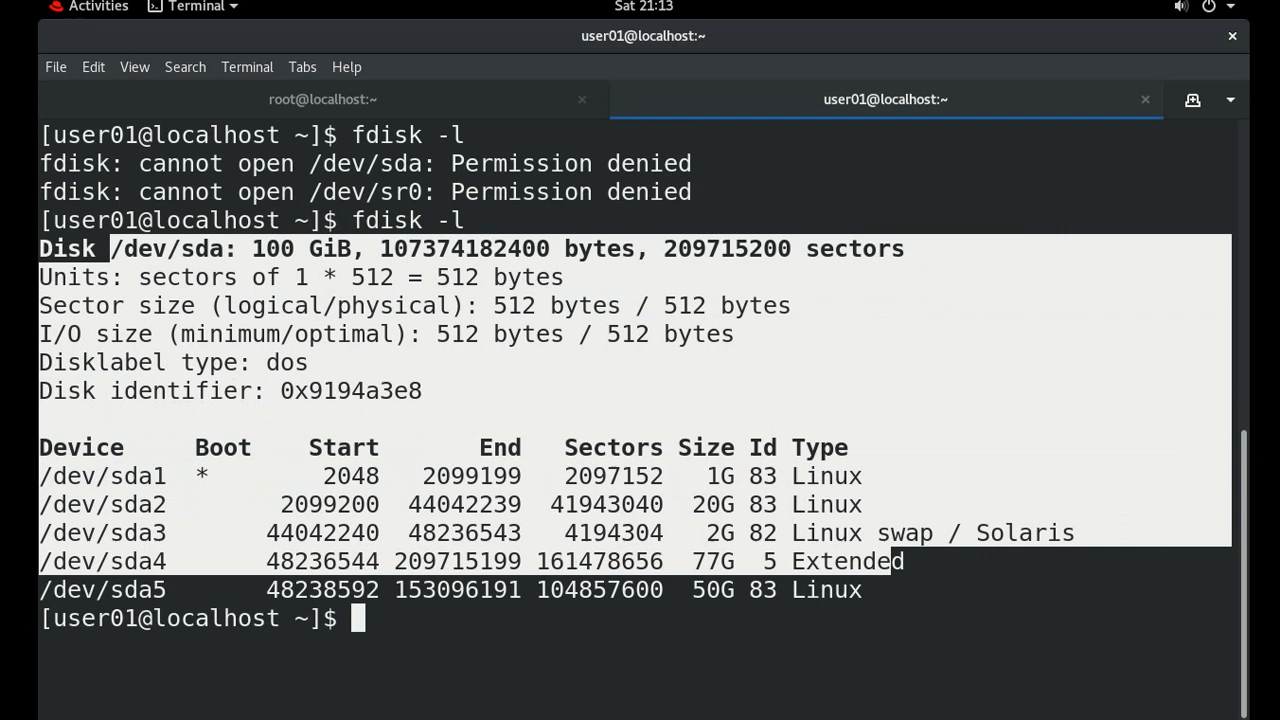 Activities Terminal Sat 21:13
user01@localhost:~
File Edit View Search Terminal Tabs Help
root@localhost:~ user01@localhost:~
[user01@localhost ~]$ fdisk -l
fdisk: cannot open /dev/sda: Permission denied
fdisk: cannot open /dev/sr0: Permission denied
[user01@localhost ~]$ fdisk -l
Disk /dev/sda: 100 GiB, 107374182400 bytes, 209715200 sectors
Units: sectors of 1 * 512 = 512 bytes
Sector size (logical/physical): 512 bytes / 512 bytes
I/O size (minimum/optimal): 512 bytes / 512 bytes
Disklabel type: dos
Disk identifier: 0x9194a3e8
Device Boot Start End Sectors Size Id Type
/dev/sda1 * 2048 2099199 2097152 1G 83 Linux
/dev/sda2 2099200 44042239 41943040 20G 83 Linux
/dev/sda3 44042240 48236543 4194304 2G 82 Linux swap / Solaris
/dev/sda4 48236544 209715199 161478656 77G 5 Extended
/dev/sda5 48238592 153096191 104857600 50G 83 Linux
[user01@localhost ~]$